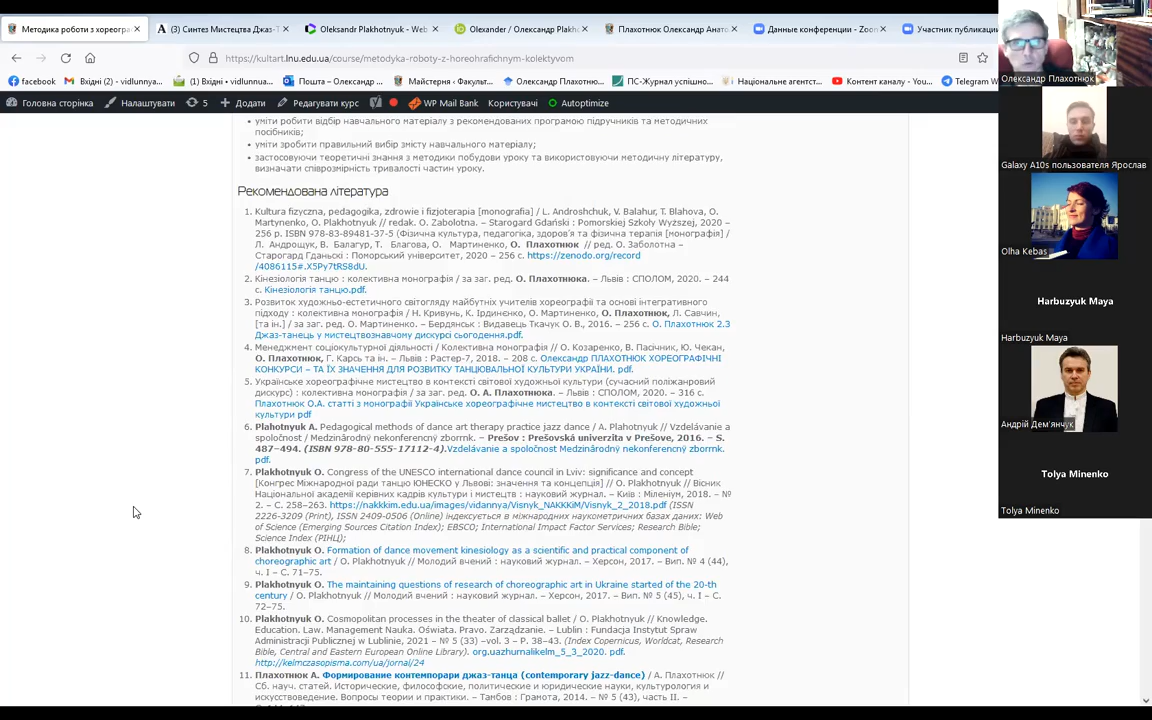 Методика роботи з хореогра
(3) Синтез Мистецтва Джаз-Т
Oleksandr Plakhotnyuk - Web
Olexander / Олександр Plakh
Плахотнюк Олександр Анато
Данные конференции - Zoon
Участник публикации
https://kultart.lnu.edu.ua/course/metodyka-roboty-z-horeohrafichnym-kolektyvom
facebook
Вхідні (2) - vidlunnya...
(1) Вхідні - vidlunnua...
Пошта – Олександр ...
Майстерня - Факул...
Олександр Плахотню...
ПС-Журнал успішно...
Національне агентст...
Контент каналу - Yo...
Telegram W
Головна сторінка
Налаштувати
5
Додати
Редагувати курс
WP Mail Bank
Користувачі
Autoptimize
уміти робити відбір навчального матеріалу з рекомендованих програмою підручників та методичних
посібників;
уміти зробити правильний вибір змісту навчального матеріалу;
застосовуючи теоретичні знання з методики побудови уроку та використовуючи методичну літературу,
визначати співрозмірність тривалості частин уроку.
Рекомендована література
1. Kultura fizyczna, pedagogika, zdrowie i fizjoterapia [monografia] / L. Androshchuk, V. Balahur, T. Blahova, O.
Martynenko, O. Plakhotnyuk // redak. O. Zabolotna. – Starogard Gdański : Pomorskiej Szkoły Wyższej, 2020 –
256 p. ISBN 978-83-89481-37-5 (Фізична культура, педагогіка, здоров'я та фізична терапія [монографія] /
Л. Андрощук, В. Балагур, Т. Благова, О. Мартиненко, О. Плахотнюк // ред. О. Заболотна –
Старогард Гданьскі : Поморський університет, 2020 – 256 с. https://zenodo.org/record
/4086115#.X5Py7tRS8dU.
2. Кінезіологія танцю : колективна монографія / за заг. ред. О. Плахотнюка. – Львів : СПОЛОМ, 2020. – 244
с. Кінезіологія танцю.pdf.
3. Розвиток художньо-естетичного світогляду майбутніх учителів хореографії та основі інтегративного
підходу : колективна монографія / Н. Кривунь, К. Ірдиненко, О. Мартиненко, О. Плахотнюк, Л. Савчин,
[та ін.] / за заг. ред. О. Мартиненко. – Бердянськ : Видавець Ткачук О. В., 2016. – 256 с. О. Плахотнюк 2.3
Джаз-танець у мистецтвознавчому дискурсі сьогодення.pdf.
4. Менеджмент соціокультурної діяльності / Колективна монографія // О. Козаренко, В. Пасічник, Ю. Чекан,
О. Плахотнюк, Г. Карсь та ін. – Львів : Растер-7, 2018. – 208 с. Олександр ПЛАХОТНЮК ХОРЕОГРАФІЧНІ
КОНКУРСИ – ТА ЇХ ЗНАЧЕННЯ ДЛЯ РОЗВИТКУ ТАНЦЮВАЛЬНОЇ КУЛЬТУРИ УКРАЇНИ. pdf.
5. Українське хореографічне мистецтво в контексті світової художньої культури (сучасний поліжанровий
дискурс) : колективна монографія / за заг. ред. О. А. Плахотнюка. – Львів : СПОЛОМ, 2020. – 316 с.
Плахотнюк О.А. статті з монографії Українське хореографічне мистецтво в контексті світової художньої
культури pdf
6. Plahotnyuk A. Pedagogical methods of dance art therapy practice jazz dance / A. Plahotnyuk // Vzdelávanie a
spoločnosť / Medzinárodný nekonferencný zborrnk. – Prešov : Prešovská univerzita v Prešove, 2016. – S.
487–494. (ISBN 978-80-555-17112-4).Vzdelávanie a spoločnosť Medzinárodný nekonferencný zborrnk.
pdf.
7. Plakhotnyuk O. Congress of the UNESCO international dance council in Lviv: significance and concept
[Конгрес Міжнародної ради танцю ЮНЕСКО у Львові: значення та концепція] // О. Plakhotnyuk // Вісник
Національної академії керівних кадрів культури і мистецтв : науковий журнал. – Київ : Міленіум, 2018. – №
2. – С. 258–263. https://nakkkim.edu.ua/images/vidannya/Visnyk_NAKKKiM/Visnyk_2_2018.pdf (ISSN
2226-3209 (Print), ISSN 2409-0506 (Online) індексується в міжнародних наукометричних базах даних: Web
of Science (Emerging Sources Citation Index); EBSCO; International Impact Factor Services; Research Bible;
Science Index (РІНЦ);
8. Plakhotnyuk O. Formation of dance movement kinesiology as a scientific and practical component of
choreographic art / O. Plakhotnyuk // Молодий вчений : науковий журнал. – Херсон, 2017. – Вип. № 4 (44),
ч. І – С. 71–75.
9. Plakhotnyuk O. The maintaining questions of research of choreographic art in Ukraine started of the 20-th
century / O. Plakhotnyuk // Молодий вчений : науковий журнал. – Херсон, 2017. – Вип. № 5 (45), ч. І – С.
72–75.
10. Plakhotnyuk O. Cosmopolitan processes in the theater of classical ballet / O. Plakhotnyuk // Knowledge.
Education. Law. Management Nauka. Oświata. Prawo. Zarządzanie. – Lublin : Fundacja Instytut Spraw
Administracji Publicznej w Lublinie, 2021 – № 5 (33) –vol. 3 – P. 38–43. (Index Copernicus, Worldcat, Research
Bible, Central and Eastern European Online Library). org.uazhurnalikelm_5_3_2020. pdf.
http://kelmczasopisma.com/ua/jornal/24
11. Плахотнюк А. Формирование контемпорари джаз-танца (contemporary jazz-dance) / А. Плахотнюк //
Сб. науч. статей. Исторические, философские, политические и юридические науки, культурология и
искусствоведение. Вопросы теории и практики. – Тамбов : Грамота, 2014. – № 5 (43), часть II. –
Олександр Плахотнюк
Galaxy A10s пользователя Ярослав
Olha Kebas
Harbuzyuk Maya
Harbuzyuk Maya
Андрій Дем'янчук
Tolya Minenko
Tolya Minenko